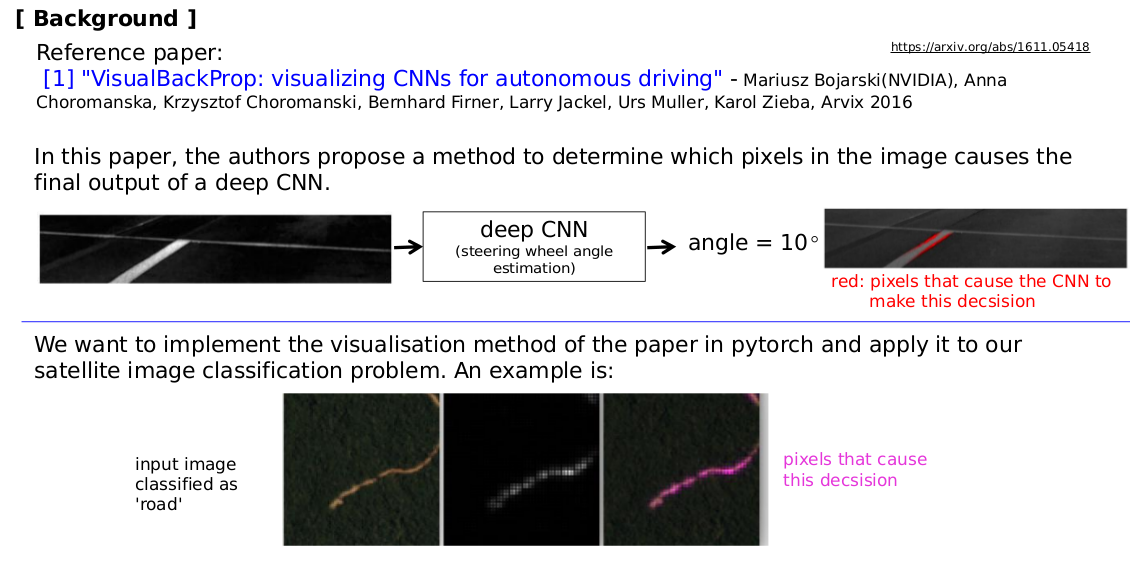 [ Background ]
Reference paper:
https://arxiv.org/abs/1611.05418
[1] "VisualBackProp: visualizing CNNs for autonomous driving" - Mariusz Bojarski(NVIDIA), Anna
Choromanska, Krzysztof Choromanski, Bernhard Firner, Larry Jackel, Urs Muller, Karol Zieba, Arvix 2016
In this paper, the authors propose a method to determine which pixels in the image causes the
final output of a deep CNN.
deep CNN
(steering wheel angle
estimation)
angle = 10°
red: pixels that cause the CNN to
make this decsision
We want to implement the visualisation method of the paper in pytorch and apply it to our
satellite image classification problem. An example is:
input image
classified as
'road'
pixels that cause
this decsision